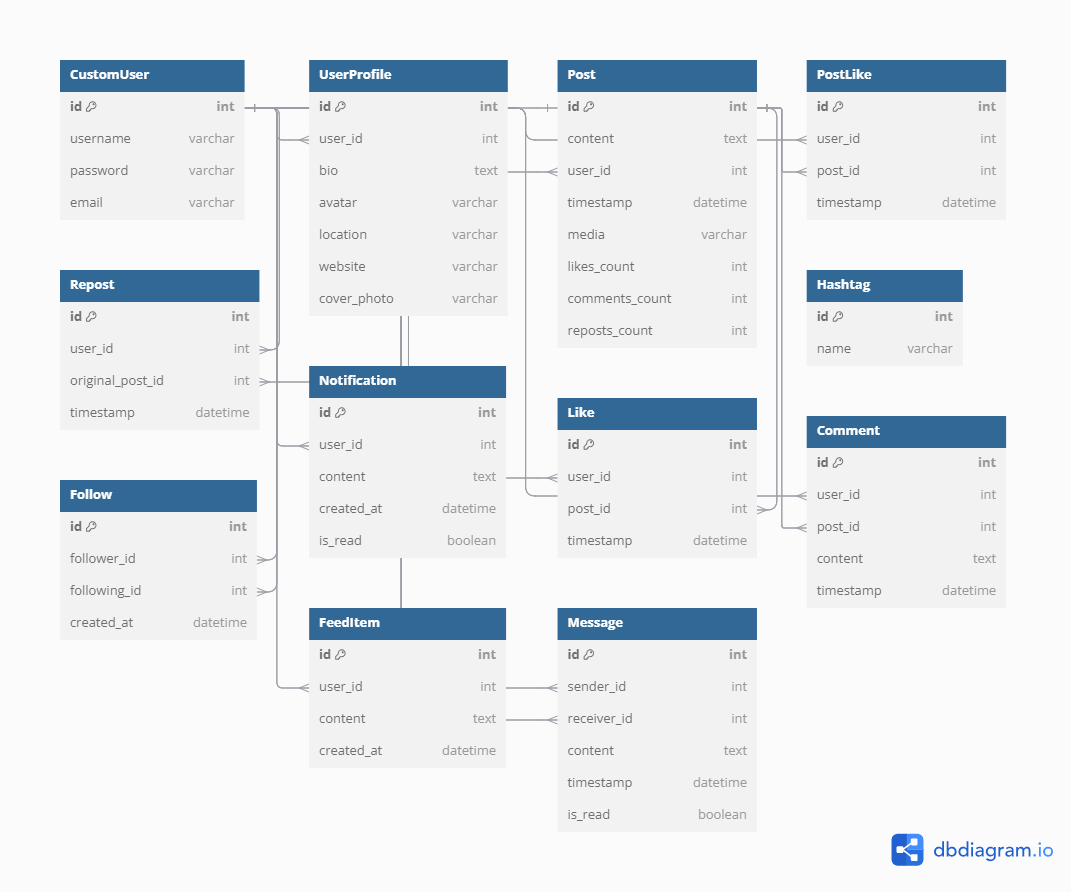 CustomUser
id int
username varchar
password varchar
email varchar
UserProfile
id int
user_id int
bio text
avatar varchar
location varchar
website varchar
cover_photo varchar
Post
id int
content text
user_id int
timestamp datetime
media varchar
likes_count int
comments_count int
reposts_count int
PostLike
id int
user_id int
post_id int
timestamp datetime
Repost
id int
user_id int
original_post_id int
timestamp datetime
Hashtag
id int
name varchar
Notification
id int
user_id int
content text
created_at datetime
is_read boolean
Like
id int
user_id int
post_id int
timestamp datetime
Comment
id int
user_id int
post_id int
content text
timestamp datetime
Follow
id int
follower_id int
following_id int
created_at datetime
FeedItem
id int
user_id int
content text
created_at datetime
Message
id int
sender_id int
receiver_id int
content text
timestamp datetime
is_read boolean
dbdiagram.io